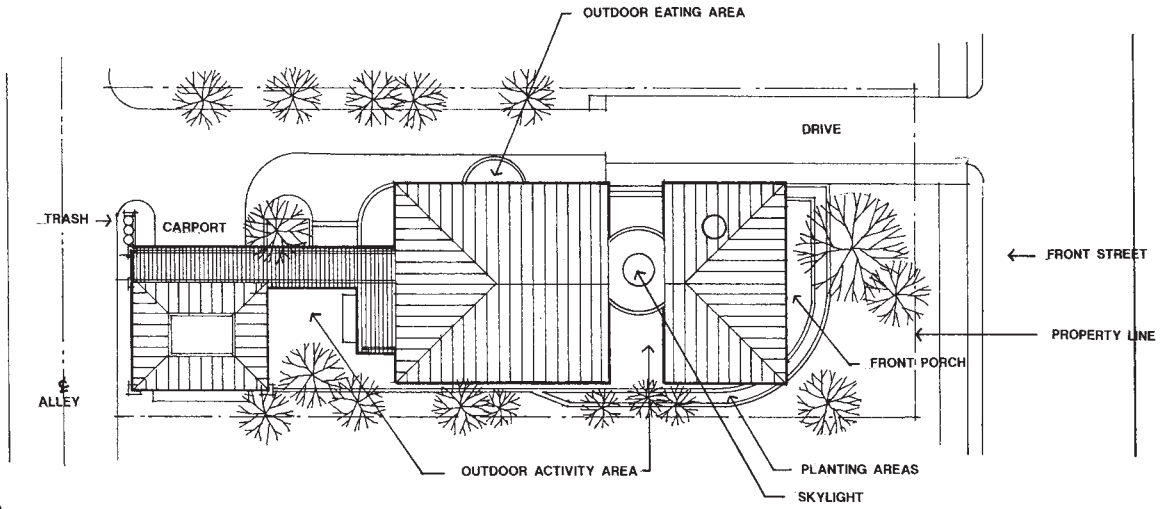 OUTDOOR EATING AREA
DRIVE
TRASH
CARPORT
FRONT STREET
PROPERTY LINE
FRONT PORCH
℄
ALLEY
OUTDOOR ACTIVITY AREA
PLANTING AREAS
SKYLIGHT